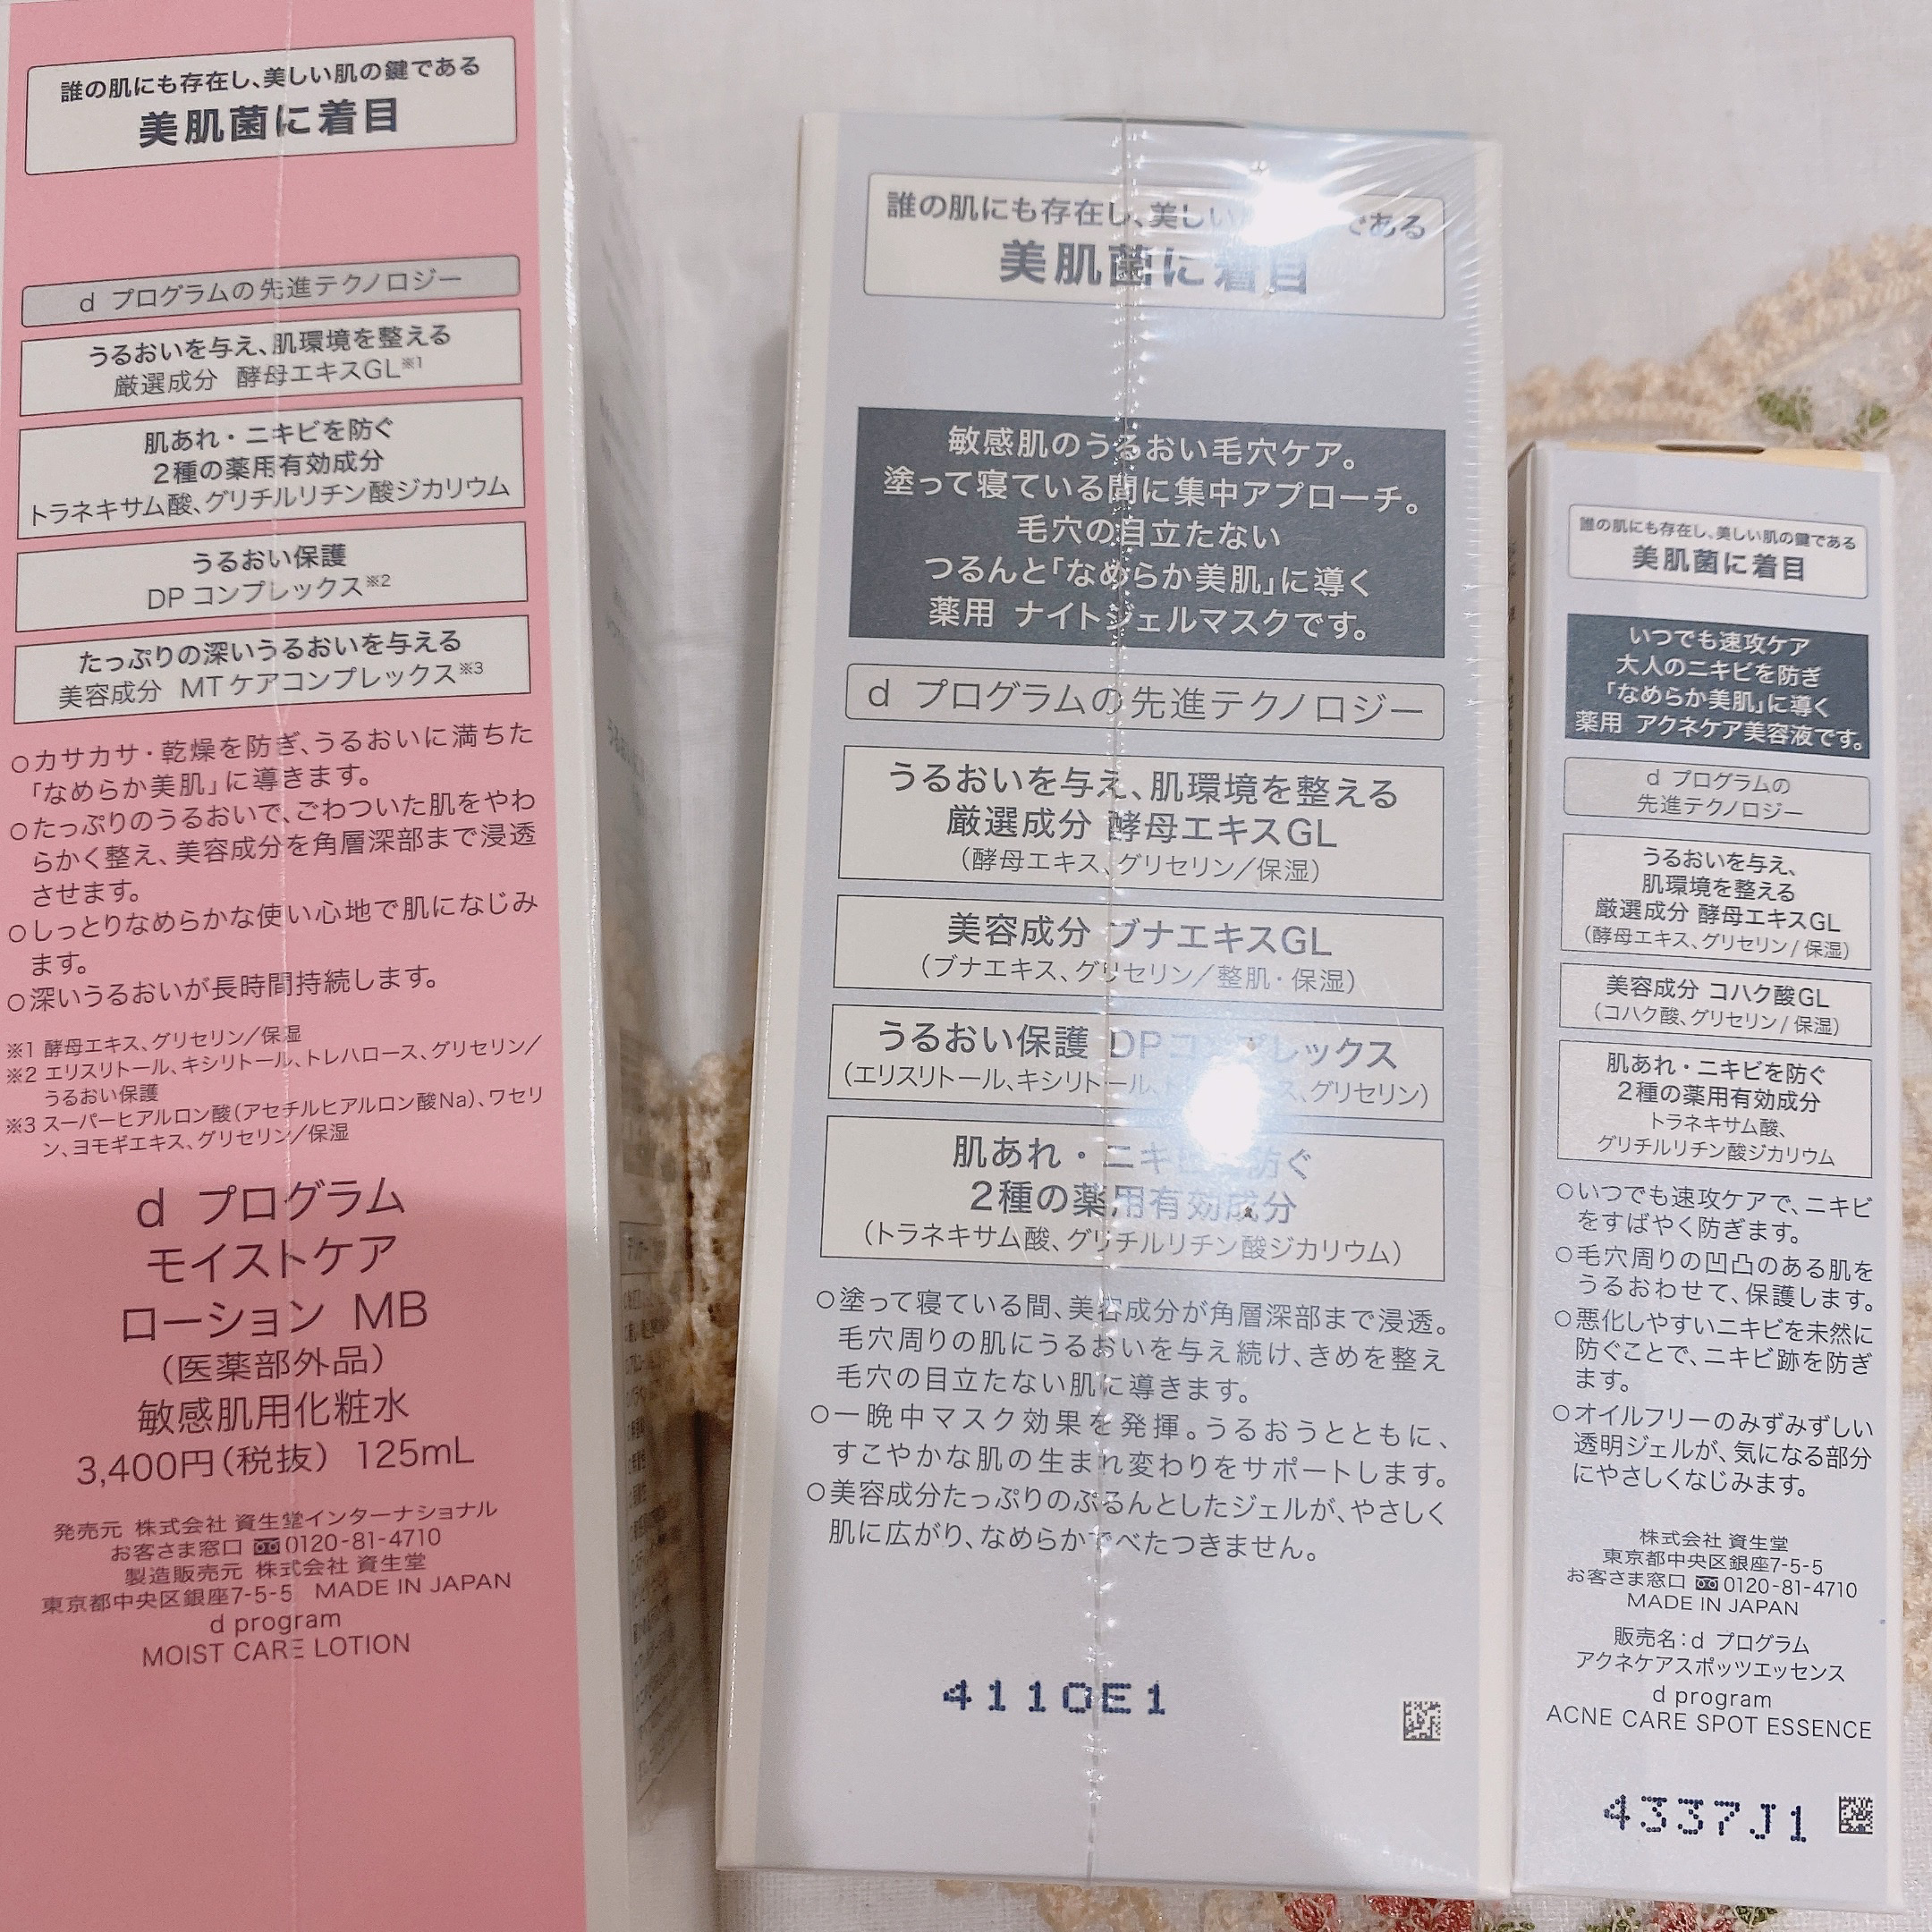 誰の肌にも存在し、美しい肌の鍵である
美肌菌に着目
d プログラムの先進テクノロジー
うるおいを与え、肌環境を整える
厳選成分 酵母エキスGL※1
肌あれ・ニキビを防ぐ
2種の薬用有効成分
トラネキサム酸、グリチルリチン酸ジカリウム
うるおい保護
DP コンプレックス※2
たっぷりの深いうるおいを与える
美容成分 MT ケアコンプレックス※3
○カサカサ・乾燥を防ぎ、うるおいに満ちた
「なめらか美肌」に導きます。
○たっぷりのうるおいで、ごわついた肌をやわ
らかく整え、美容成分を角層深部まで浸透
させます。
○しっとりなめらかな使い心地で肌になじみ
ます。
○深いうるおいが長時間持続します。
※1 酵母エキス、グリセリン／保湿
※2 エリスリトール、キシリトール、トレハロース、グリセリン／
うるおい保護
※3 スーパーヒアルロン酸（アセチルヒアルロン酸Na）、ワセリ
ン、ヨモギエキス、グリセリン／保湿
d プログラム
モイストケア
ローション MB
（医薬部外品）
敏感肌用化粧水
3,400円（税抜） 125mL
発売元 株式会社 資生堂インターナショナル
お客さま窓口 0120-81-4710
製造販売元 株式会社 資生堂
東京都中央区銀座7-5-5 MADE IN JAPAN
d program
MOIST CARE LOTION
誰の肌にも存在し、美しい である
美肌菌に着目
敏感肌のうるおい毛穴ケア。
塗って寝ている間に集中アプローチ。
毛穴の目立たない
つるんと「なめらか美肌」に導く
薬用 ナイトジェルマスクです。
d プログラムの先進テクノロジー
うるおいを与え、肌環境を整える
厳選成分 酵母エキスGL
（酵母エキス、グリセリン／保湿）
美容成分 ブナエキスGL
（ブナエキス、グリセリン／整肌・保湿）
うるおい保護 DPコンプレックス
（エリスリトール、キシリトール、 ス、グリセリン）
肌あれ・ニキビを防ぐ
2種の薬用有効成分
（トラネキサム酸、グリチルリチン酸ジカリウム）
○塗って寝ている間、美容成分が角層深部まで浸透。
毛穴周りの肌にうるおいを与え続け、きめを整え
毛穴の目立たない肌に導きます。
○一晩中マスク効果を発揮。うるおうとともに、
すこやかな肌の生まれ変わりをサポートします。
○美容成分たっぷりのぷるんとしたジェルが、やさしく
肌に広がり、なめらかでべたつきません。
4110E1
誰の肌にも存在し、美しい肌の鍵である
美肌菌に着目
いつでも速攻ケア
大人のニキビを防ぎ
「なめらか美肌」に導く
薬用 アクネケア美容液です。
d プログラムの
先進テクノロジー
うるおいを与え、
肌環境を整える
厳選成分 酵母エキスGL
（酵母エキス、グリセリン/保湿）
美容成分 コハク酸GL
（コハク酸、グリセリン/保湿）
肌あれ・ニキビを防ぐ
2種の薬用有効成分
トラネキサム酸、
グリチルリチン酸ジカリウム
○いつでも速攻ケアで、ニキビ
をすばやく防ぎます。
○毛穴周りの凹凸のある肌を
うるおわせて、保護します。
○悪化しやすいニキビを未然に
防ぐことで、ニキビ跡を防ぎ
ます。
○オイルフリーのみずみずしい
透明ジェルが、気になる部分
にやさしくなじみます。
株式会社 資生堂
東京都中央区銀座7-5-5
お客さま窓口 0120-81-4710
MADE IN JAPAN
販売名：d プログラム
アクネケアスポッツエッセンス
d program
ACNE CARE SPOT ESSENCE
4337J1